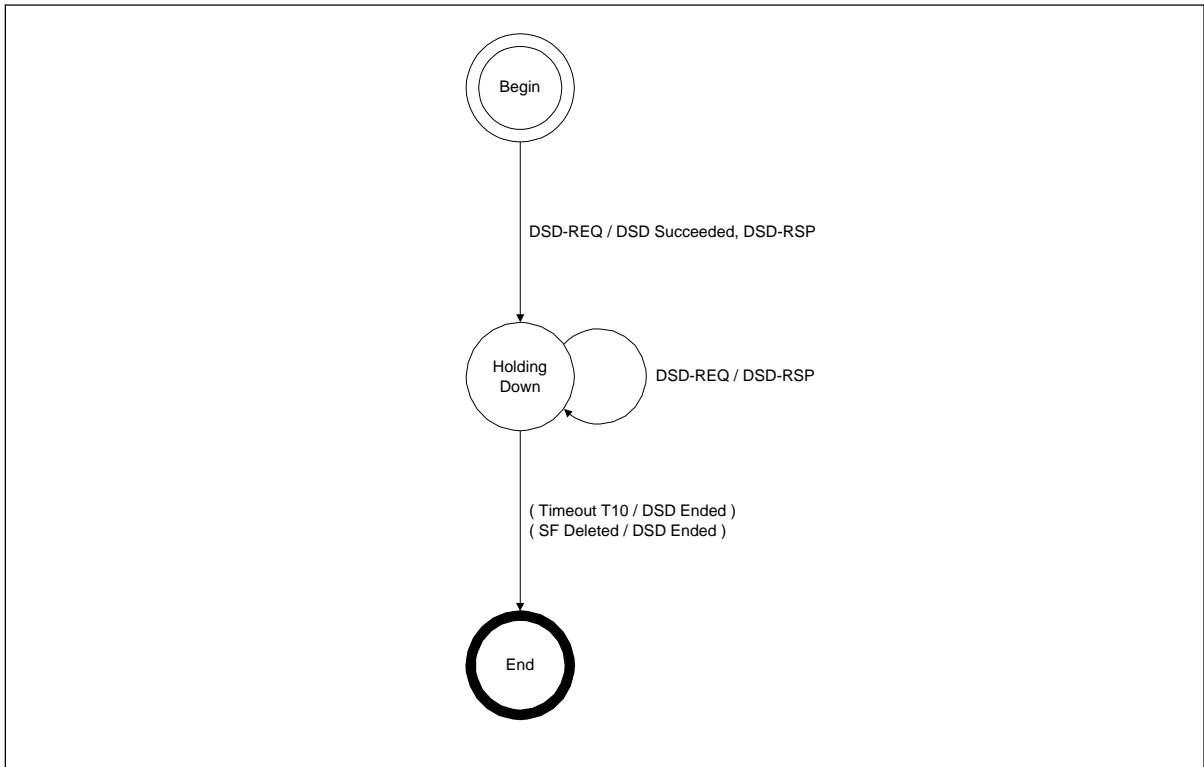 Begin
DSD-REQ / DSD Succeeded, DSD-RSP
Holding
Down
DSD-REQ / DSD-RSP
( Timeout T10 / DSD Ended )
( SF Deleted / DSD Ended )
End